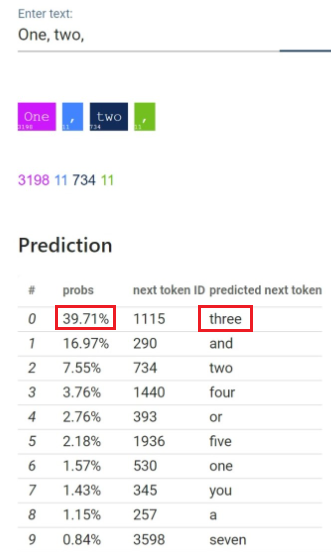 Enter text:
One, two,
One , two ,
3198 11 734 11
3198 11 734 11
Prediction
# probs next token ID predicted next token
0 39.71% 1115 three
1 16.97% 290 and
2 7.55% 734 two
3 3.76% 1440 four
4 2.76% 393 or
5 2.18% 1936 five
6 1.57% 530 one
7 1.43% 345 you
8 1.15% 257 a
9 0.84% 3598 seven